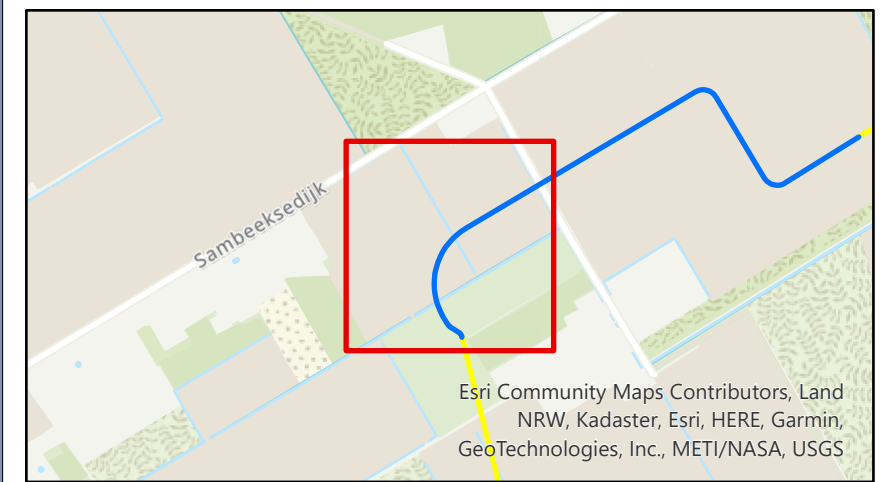 Sambeeksedijk
Esri Community Maps Contributors, Land
NRW, Kadaster, Esri, HERE, Garmin,
GeoTechnologies, Inc., METI/NASA, USGS